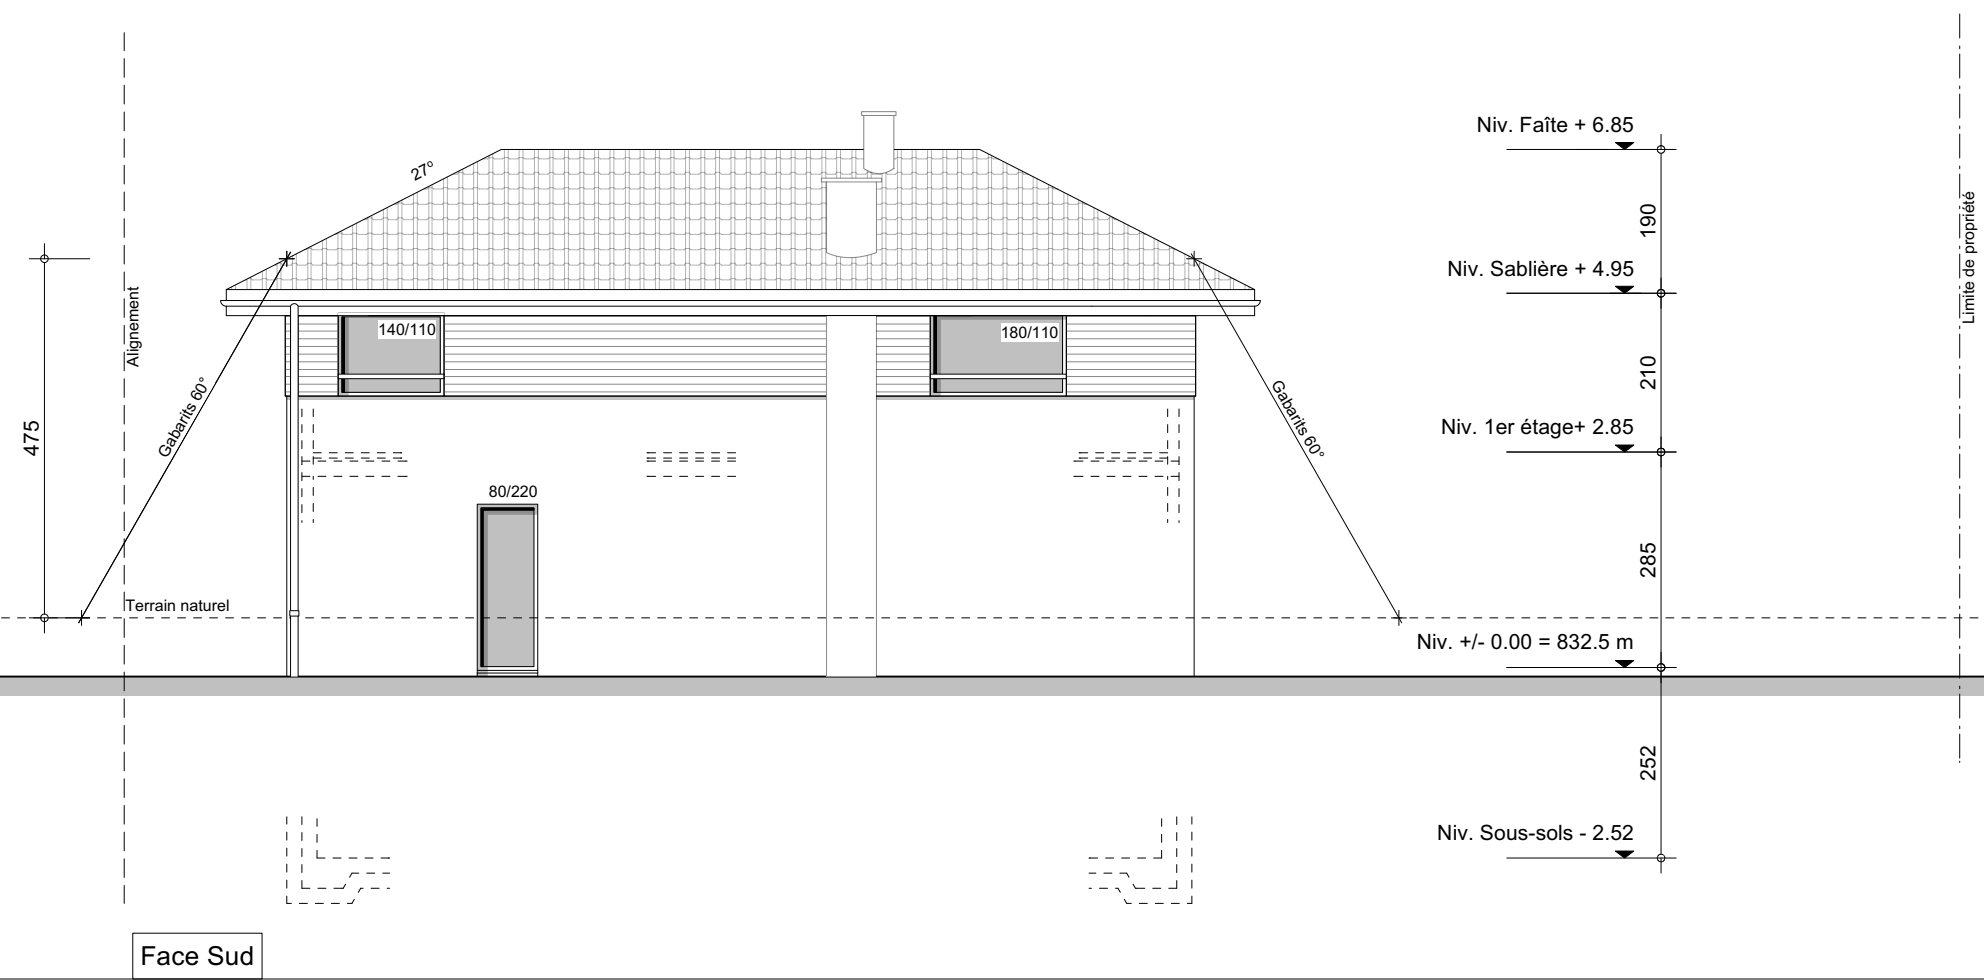 Niv. Faîte + 6.85
27°
190
Limite de propriété
Niv. Sablière + 4.95
Alignement
140/110
180/110
210
Gabarits 60°
Gabarits 60°
475
Niv. 1er étage+ 2.85
80/220
285
Terrain naturel
Niv. +/- 0.00 = 832.5 m
252
Niv. Sous-sols - 2.52
Face Sud